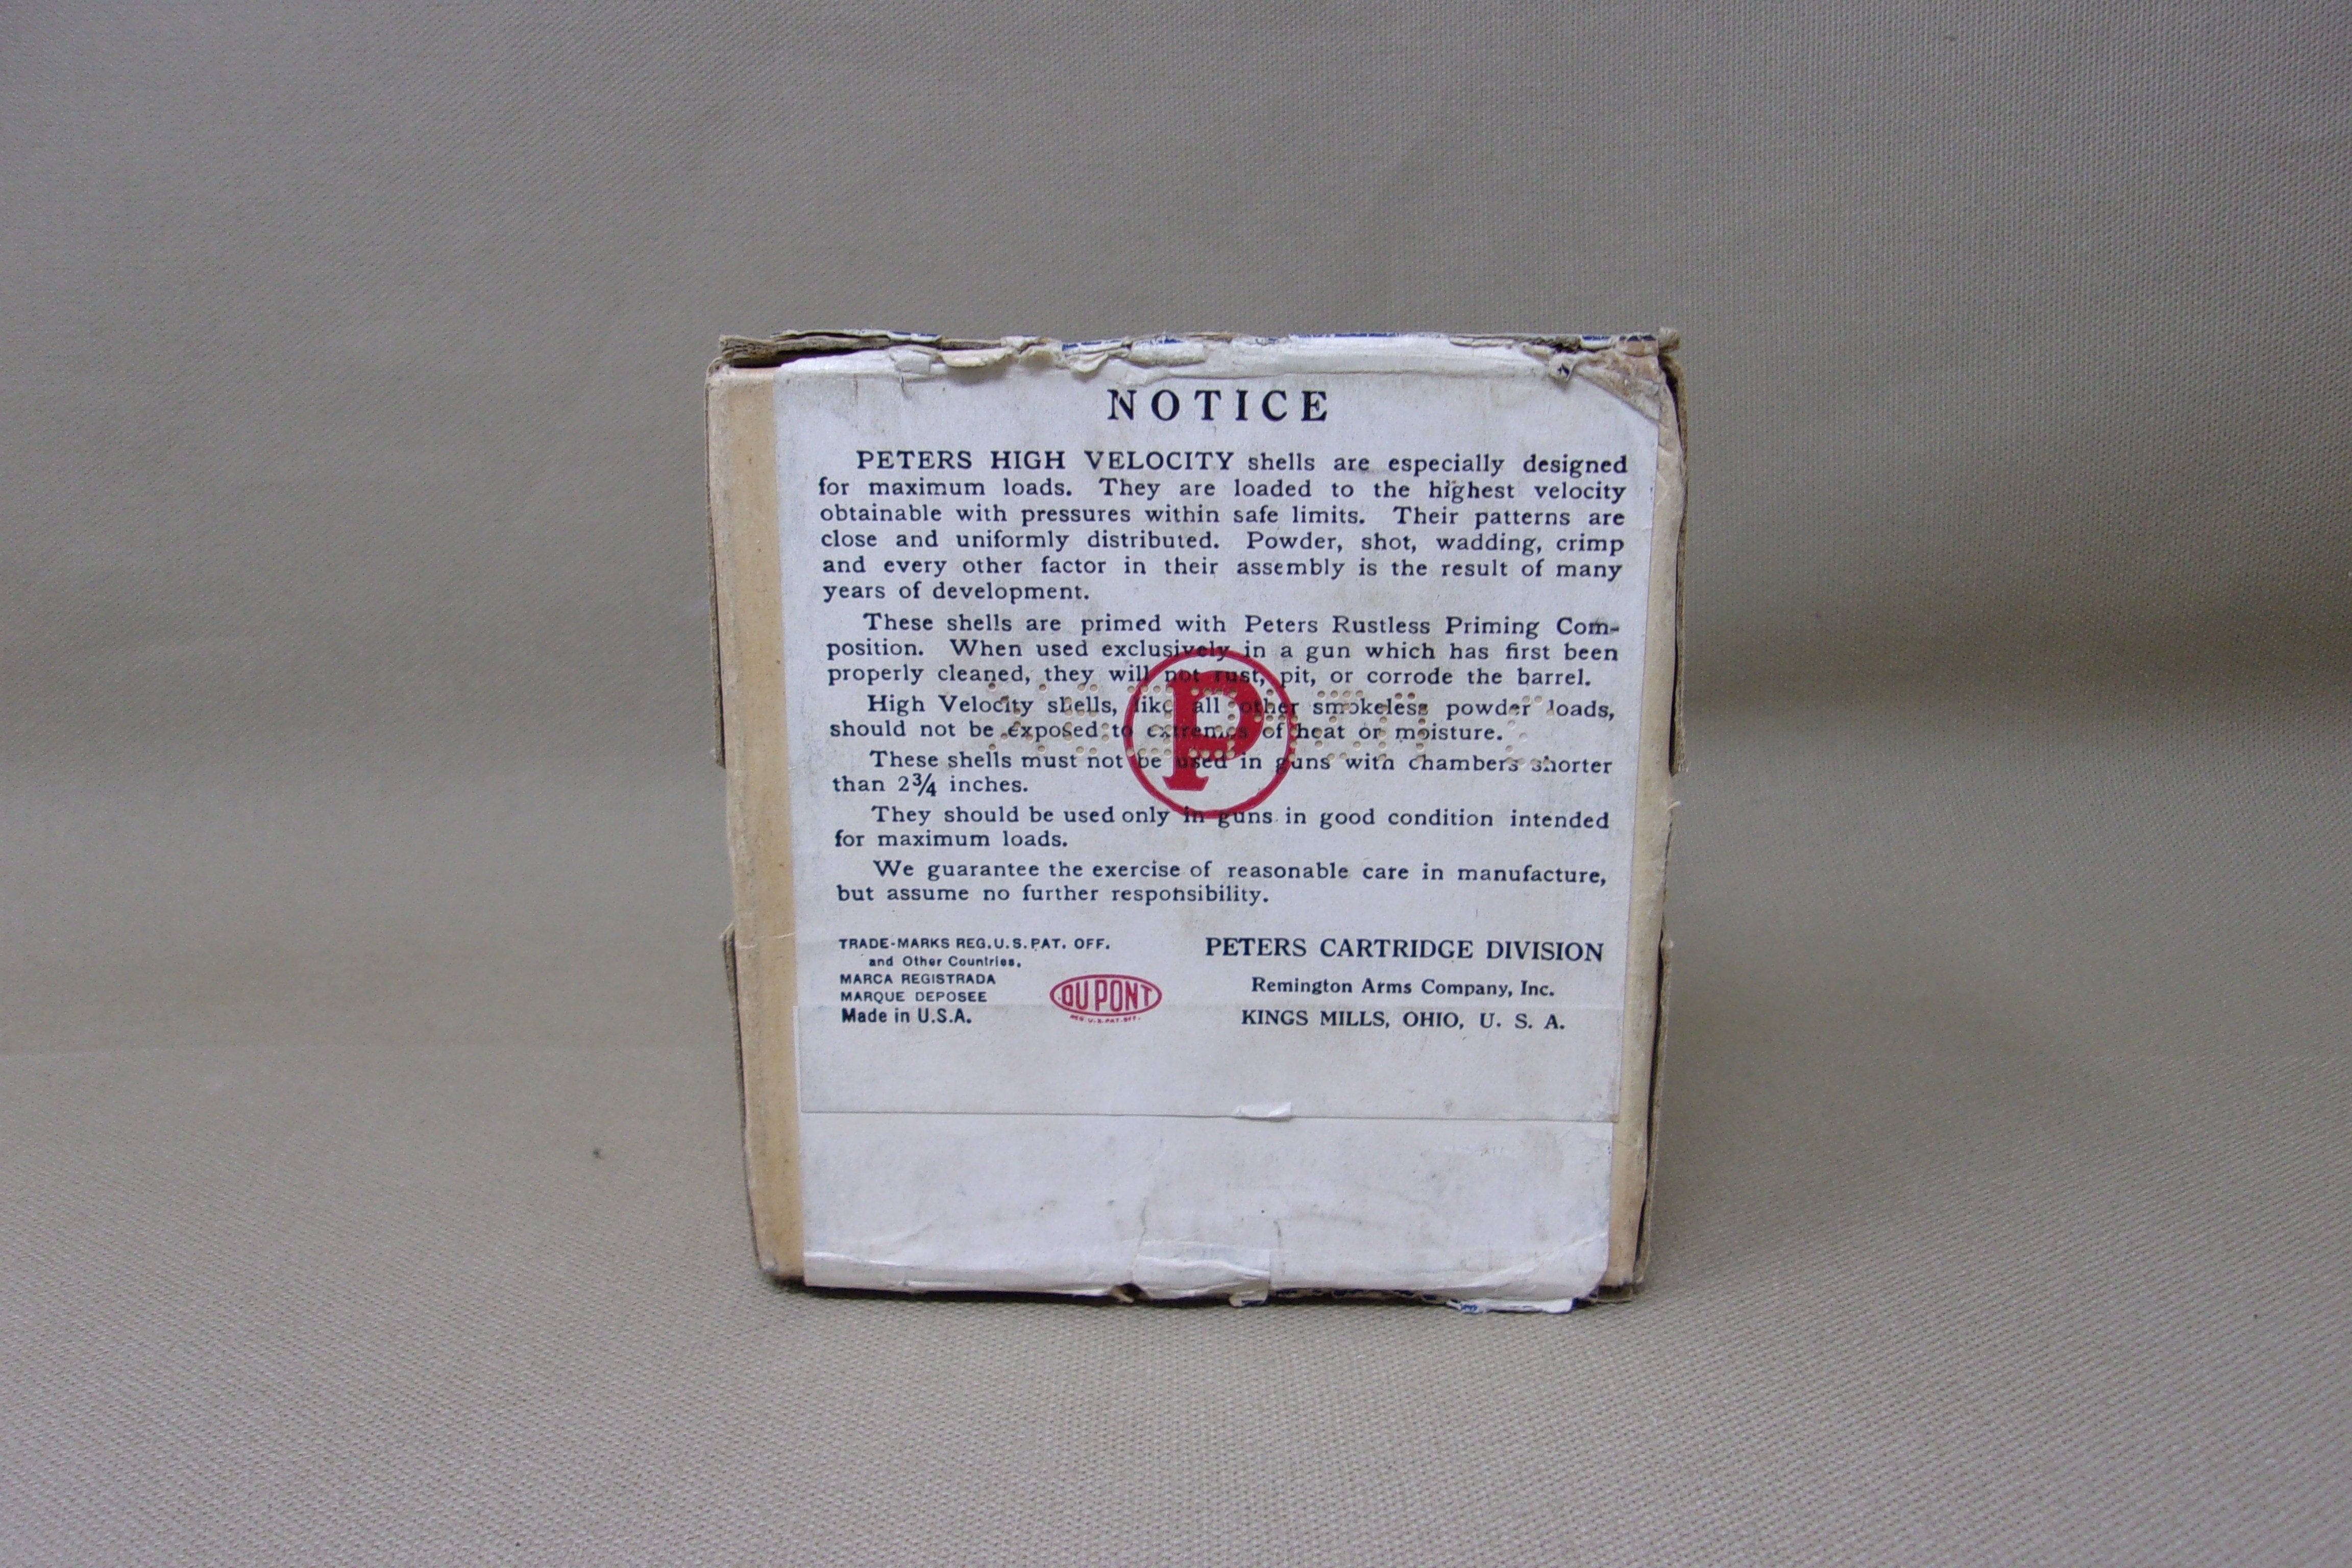 NOTICE
PETERS HIGH VELOCITY shells are especially designed
for maximum loads. They are loaded to the highest velocity
obtainable with pressures within safe limits. Their patterns are
close and uniformly distributed. Powder, shot, wadding, crimp
and every other factor in their assembly is the result of many
years of development.
These shells are primed with Peters Rustless Priming Com-
position. When used exclusively in a gun which has first been
properly cleaned, they will not rust, pit, or corrode the barrel.
High Velocity shells, like all other smokeless powder loads,
should not be exposed to extremes of heat or moisture.
These shells must not be used in guns with chambers shorter
than 2¾ inches.
They should be used only in guns in good condition intended
for maximum loads.
We guarantee the exercise of reasonable care in manufacture,
but assume no further responsibility.
P
TRADE-MARKS REG. U.S. PAT. OFF.
and Other Countries.
MARCA REGISTRADA
MARQUE DEPOSEE
Made in U.S.A.
DU PONT
REG. U.S. PAT. OFF.
PETERS CARTRIDGE DIVISION
Remington Arms Company, Inc.
KINGS MILLS, OHIO, U. S. A.